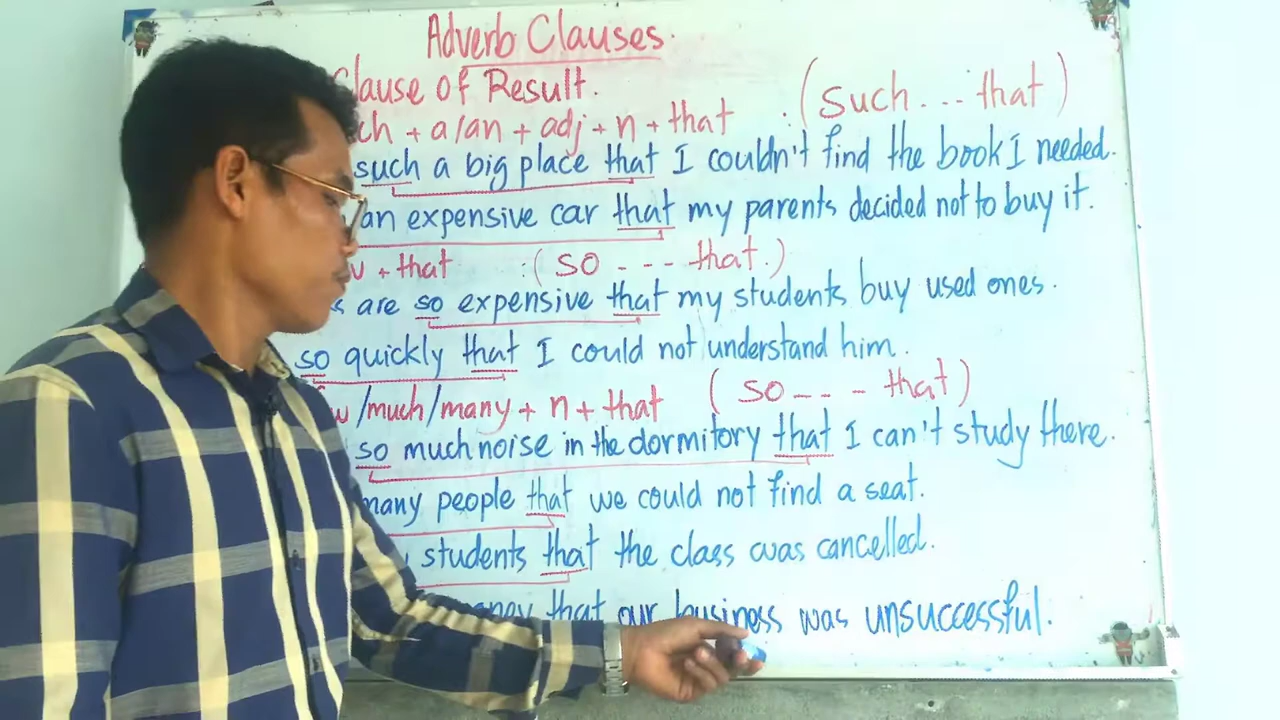 Adverb Clauses.
Clause of Result.
ch + a/an + adj + n + that : (such ... that)
such a big place that I couldn't find the book I needed.
an expensive car that my parents decided not to buy it.
+ that :( so --- that.)
are so expensive that my students buy used ones.
so quickly that I could not understand him.
/much/many + n + that ( so --- that)
so much noise in the dormitory that I can't study there.
many people that we could not find a seat.
students that the class was cancelled.
that our business was unsuccessful.